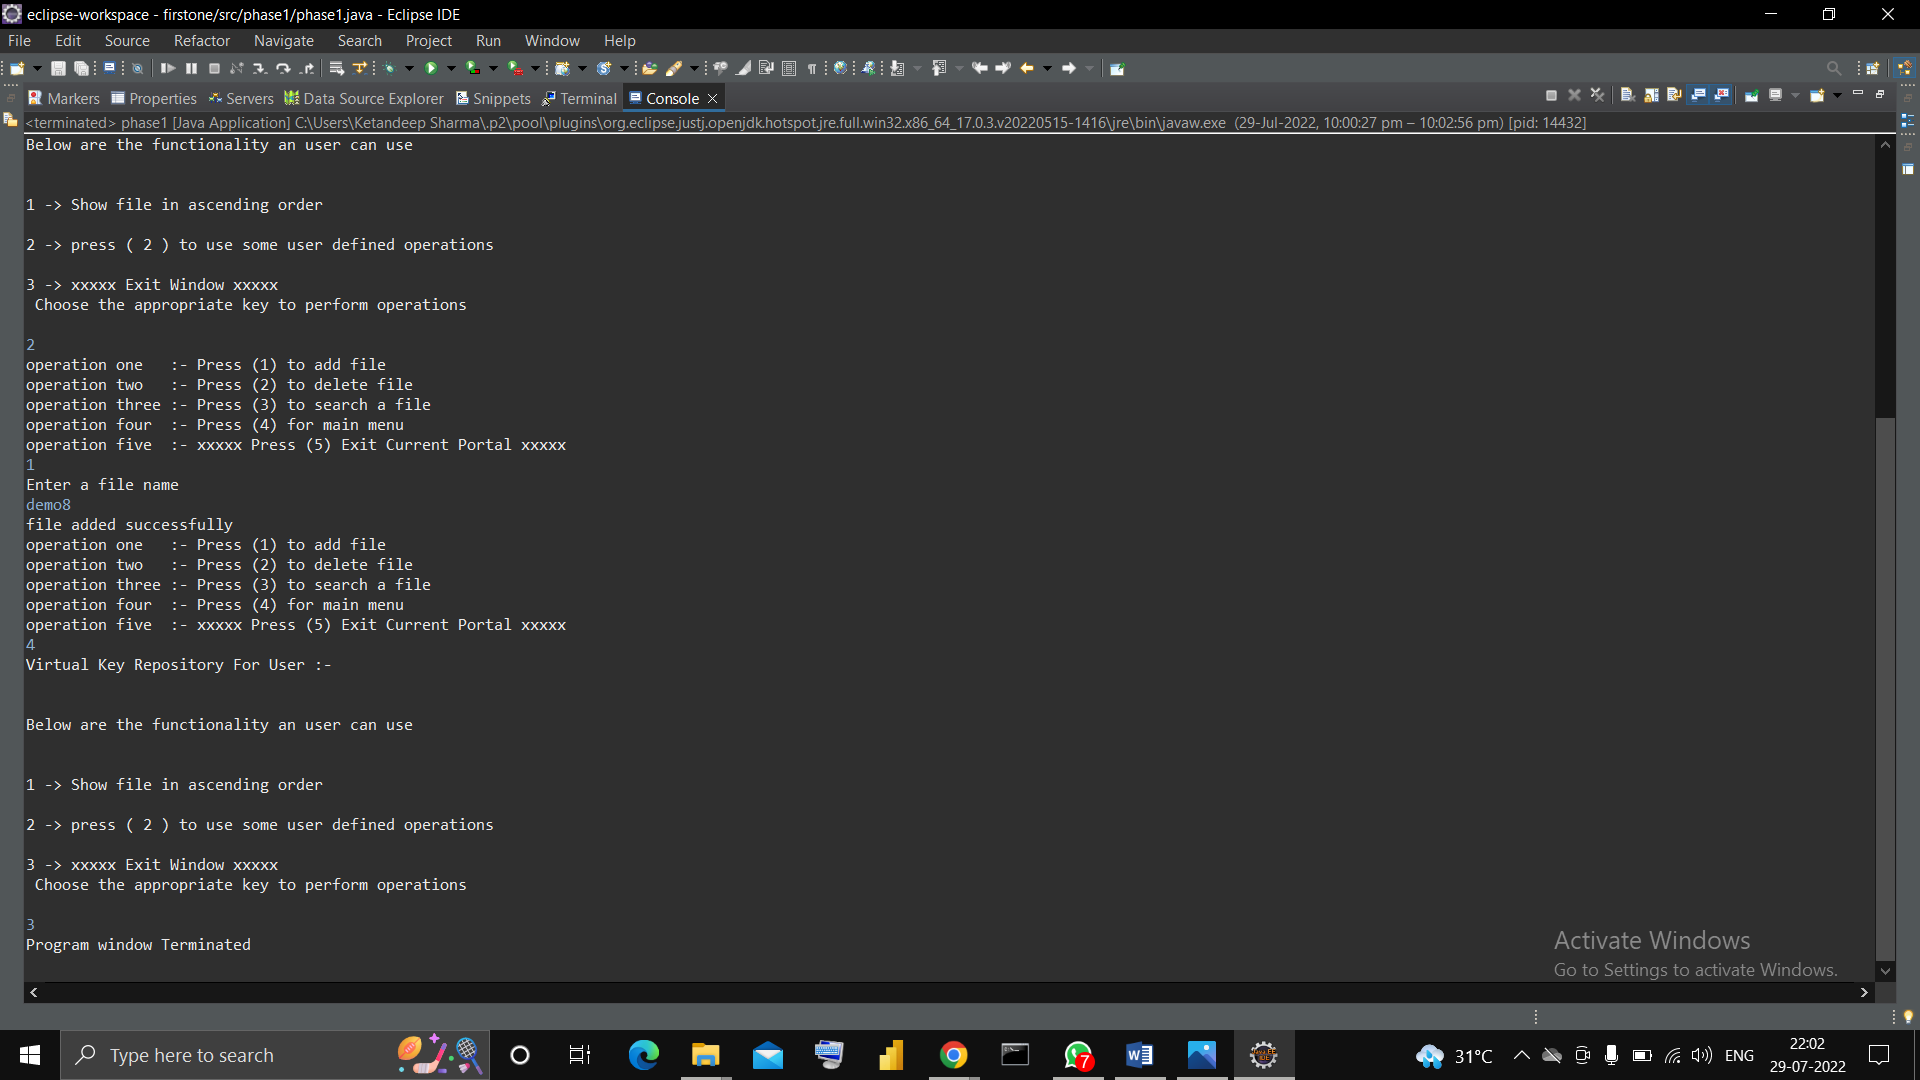 eclipse-workspace - firstone/src/phase1/phase1.java - Eclipse IDE
File Edit Source Refactor Navigate Search Project Run Window Help
Markers Properties Servers Data Source Explorer Snippets Terminal Console
<terminated> phase1 [Java Application] C:\Users\Ketandeep Sharma\.p2\pool\plugins\org.eclipse.justj.openjdk.hotspot.jre.full.win32.x86_64_17.0.3.v20220515-1416\jre\bin\javaw.exe (29-Jul-2022, 10:00:27 pm – 10:02:56 pm) [pid: 14432]
Below are the functionality an user can use
1 -> Show file in ascending order
2 -> press ( 2 ) to use some user defined operations
3 -> xxxxx Exit Window xxxxx
Choose the appropriate key to perform operations
2
operation one   :- Press (1) to add file
operation two   :- Press (2) to delete file
operation three :- Press (3) to search a file
operation four  :- Press (4) for main menu
operation five  :- xxxxx Press (5) Exit Current Portal xxxxx
1
Enter a file name
demo8
file added successfully
operation one   :- Press (1) to add file
operation two   :- Press (2) to delete file
operation three :- Press (3) to search a file
operation four  :- Press (4) for main menu
operation five  :- xxxxx Press (5) Exit Current Portal xxxxx
4
Virtual Key Repository For User :-
Below are the functionality an user can use
1 -> Show file in ascending order
2 -> press ( 2 ) to use some user defined operations
3 -> xxxxx Exit Window xxxxx
Choose the appropriate key to perform operations
3
Program window Terminated
Activate Windows
Go to Settings to activate Windows.
Type here to search
7
31°C
ENG
22:02
29-07-2022